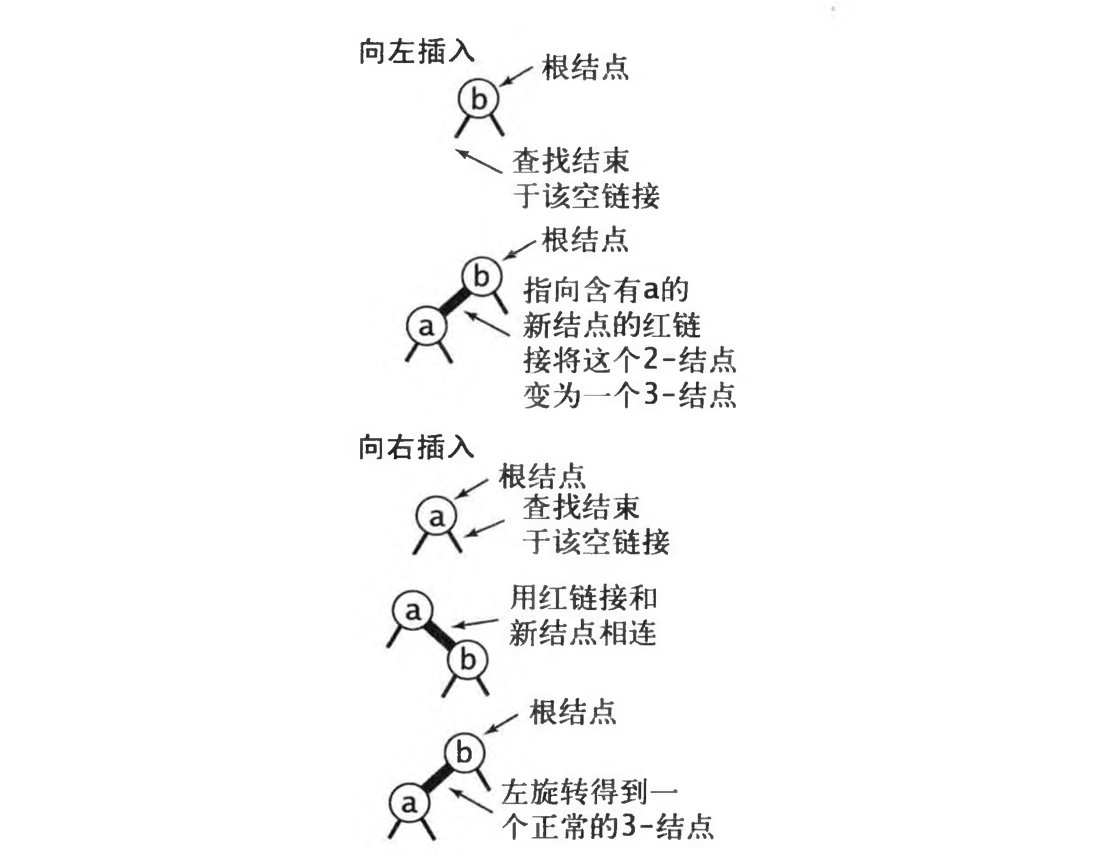 向左插入
根结点
b
查找结束
于该空链接
根结点
b
指向含有a的
a
新结点的红链
接将这个2-结点
变为一个3-结点
向右插入
根结点
a
查找结束
于该空链接
a
用红链接和
新结点相连
b
根结点
b
左旋转得到一
a
个正常的3-结点